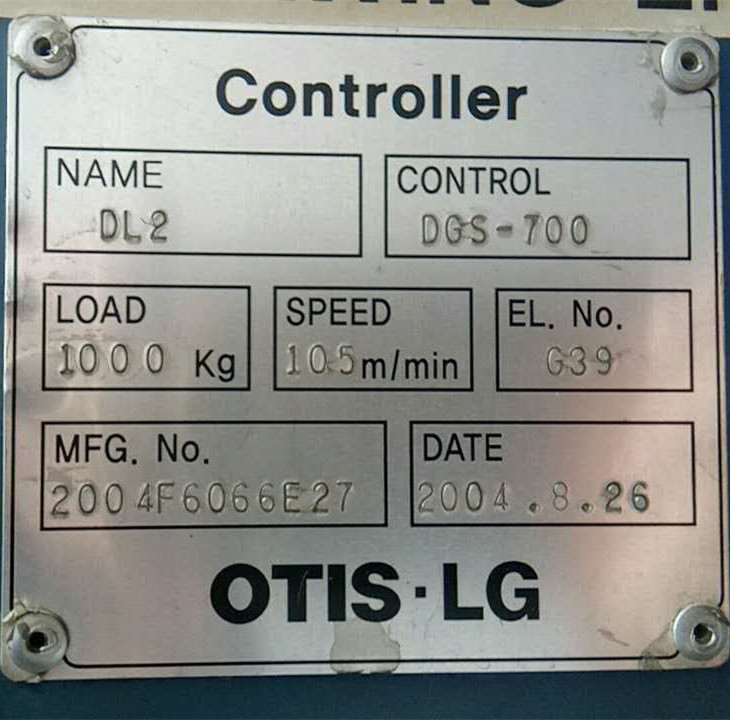 Controller
NAME CONTROL
DL2 DGS-700
LOAD SPEED EL. No.
1000 Kg 105m/min G39
MFG. No. DATE
2004F6066E27 2004.8.26
OTIS·LG